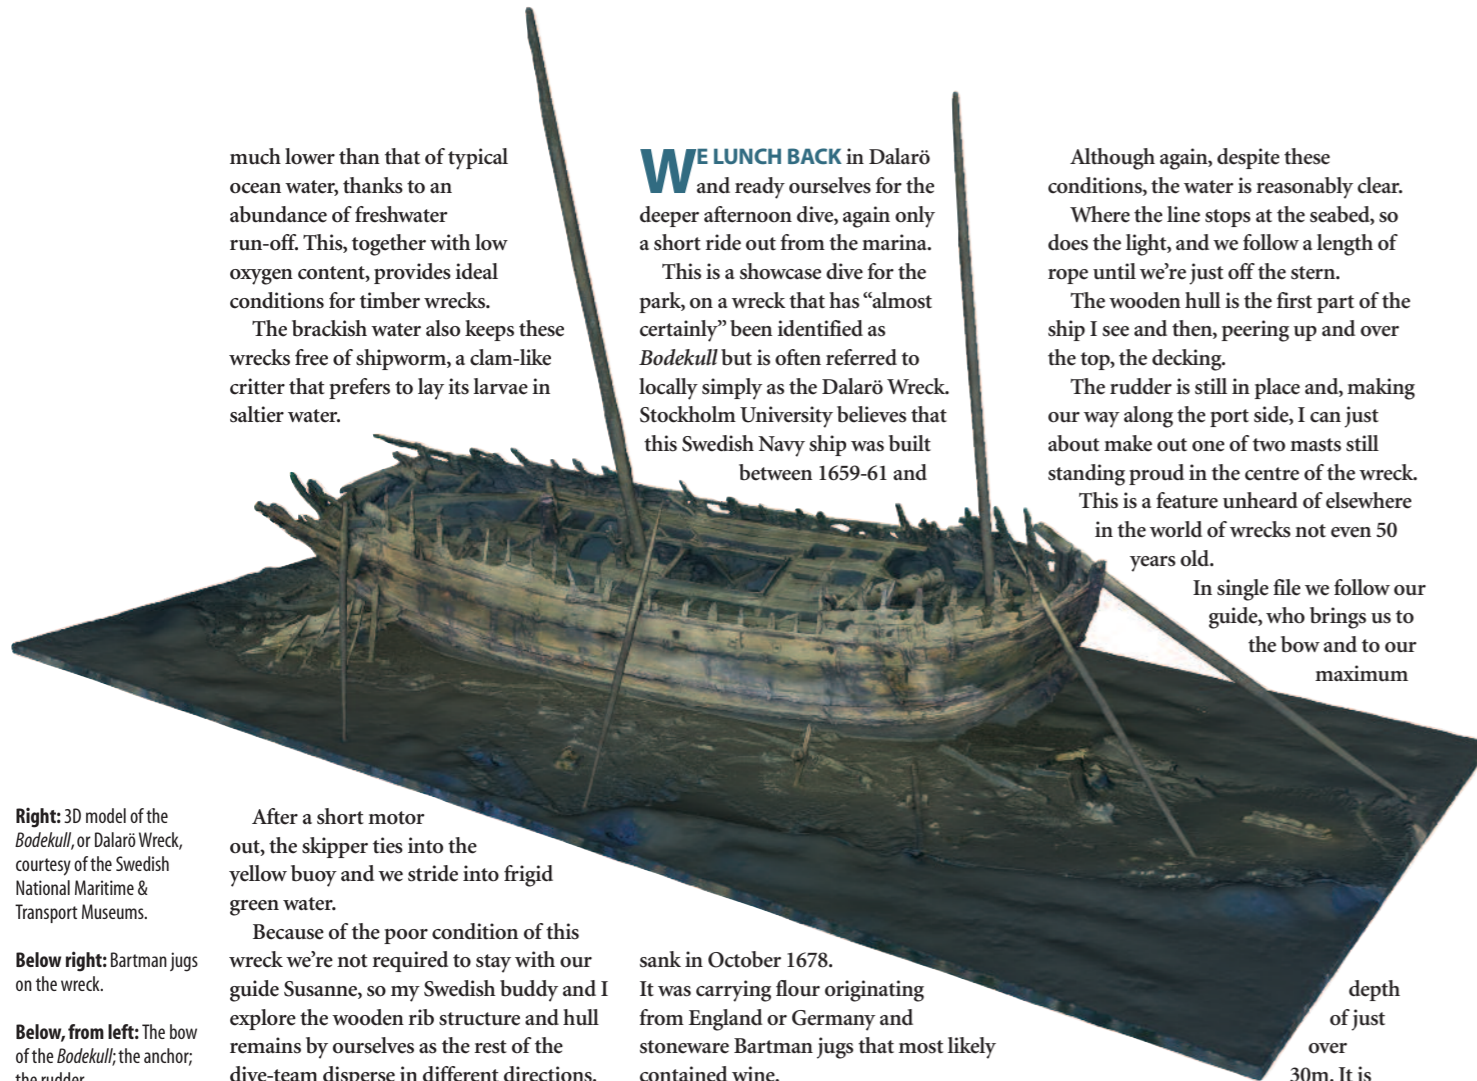 much lower than that of typical
ocean water, thanks to an
abundance of freshwater
run-off. This, together with low
oxygen content, provides ideal
conditions for timber wrecks.
The brackish water also keeps these
wrecks free of shipworm, a clam-like
critter that prefers to lay its larvae in
saltier water.
After a short motor
out, the skipper ties into the
yellow buoy and we stride into frigid
green water.
Because of the poor condition of this
wreck we’re not required to stay with our
guide Susanne, so my Swedish buddy and I
explore the wooden rib structure and hull
remains by ourselves as the rest of the
dive-team disperse in different directions.
WE LUNCH BACK in Dalarö
and ready ourselves for the
deeper afternoon dive, again only
a short ride out from the marina.
This is a showcase dive for the
park, on a wreck that has “almost
certainly” been identified as
Bodekull but is often referred to
locally simply as the Dalarö Wreck.
Stockholm University believes that
this Swedish Navy ship was built
between 1659-61 and
sank in October 1678.
It was carrying flour originating
from England or Germany and
stoneware Bartman jugs that most likely
contained wine.
Although again, despite these
conditions, the water is reasonably clear.
Where the line stops at the seabed, so
does the light, and we follow a length of
rope until we’re just off the stern.
The wooden hull is the first part of the
ship I see and then, peering up and over
the top, the decking.
The rudder is still in place and, making
our way along the port side, I can just
about make out one of two masts still
standing proud in the centre of the wreck.
This is a feature unheard of elsewhere
in the world of wrecks not even 50
years old.
In single file we follow our
guide, who brings us to
the bow and to our
maximum
depth
of just
over
30m. It is
Right: 3D model of the
Bodekull, or Dalarö Wreck,
courtesy of the Swedish
National Maritime &
Transport Museums.
Below right: Bartman jugs
on the wreck.
Below, from left: The bow
of the Bodekull; the anchor;
the rudder